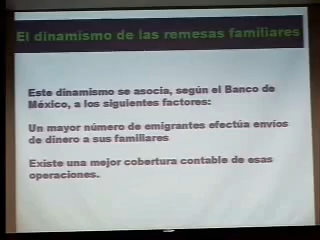 El dinamismo de las remesas familiares
Este dinamismo se asocia, según el Banco de
México, a los siguientes factores:
Un mayor número de emigrantes efectúa envíos
de dinero a sus familiares
Existe una mejor cobertura contable de esas
operaciones.